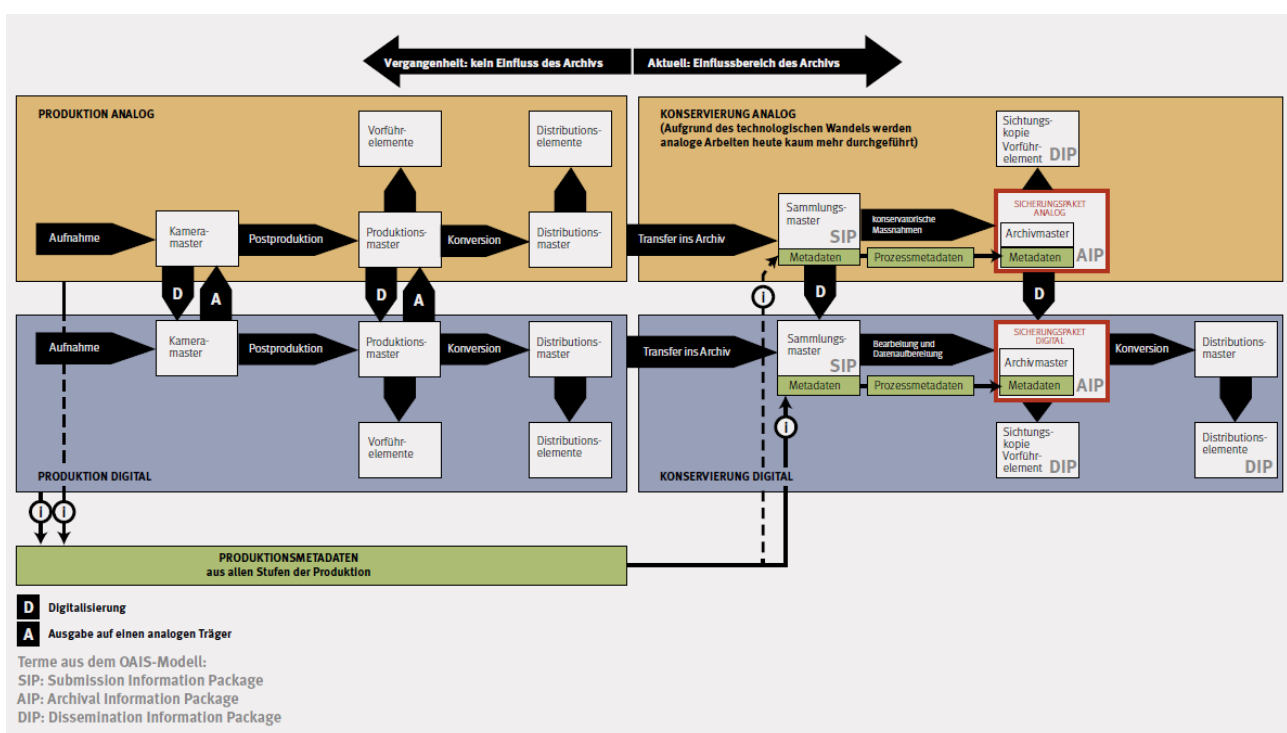 Vergangenheit: kein Einfluss des Archivs
Aktuell: Einflussbereich des Archivs
PRODUKTION ANALOG
Vorführ-
elemente
Distributions-
elemente
Aufnahme
Kamera-
master
Postproduktion
Produktions-
master
Konversion
Distributions-
master
D
A
D
A
KONSERVIERUNG ANALOG
(Aufgrund des technologischen Wandels werden
analoge Arbeiten heute kaum mehr durchgeführt)
Sichtungs-
kopie
Vorführ-
element DIP
Transfer ins Archiv
Sammlungs-
master
SIP
Metadaten
konservatorische
Massnahmen
Prozessmetadaten
SICHERUNGSPAKET
ANALOG
Archivmaster
Metadaten
AIP
i
D
D
Aufnahme
Kamera-
master
Postproduktion
Produktions-
master
Konversion
Distributions-
master
Vorführ-
elemente
Distributions-
elemente
PRODUKTION DIGITAL
Transfer ins Archiv
Sammlungs-
master
SIP
Metadaten
Bearbeitung und
Datenaufbereitung
Prozessmetadaten
SICHERUNGSPAKET
DIGITAL
Archivmaster
Metadaten
AIP
Konversion
Distributions-
master
i
Sichtungs-
kopie
Vorführ-
element DIP
Distributions-
elemente
DIP
KONSERVIERUNG DIGITAL
i
i
PRODUKTIONSMETADATEN
aus allen Stufen der Produktion
D Digitalisierung
A Ausgabe auf einen analogen Träger
Terme aus dem OAIS-Modell:
SIP: Submission Information Package
AIP: Archival Information Package
DIP: Dissemination Information Package